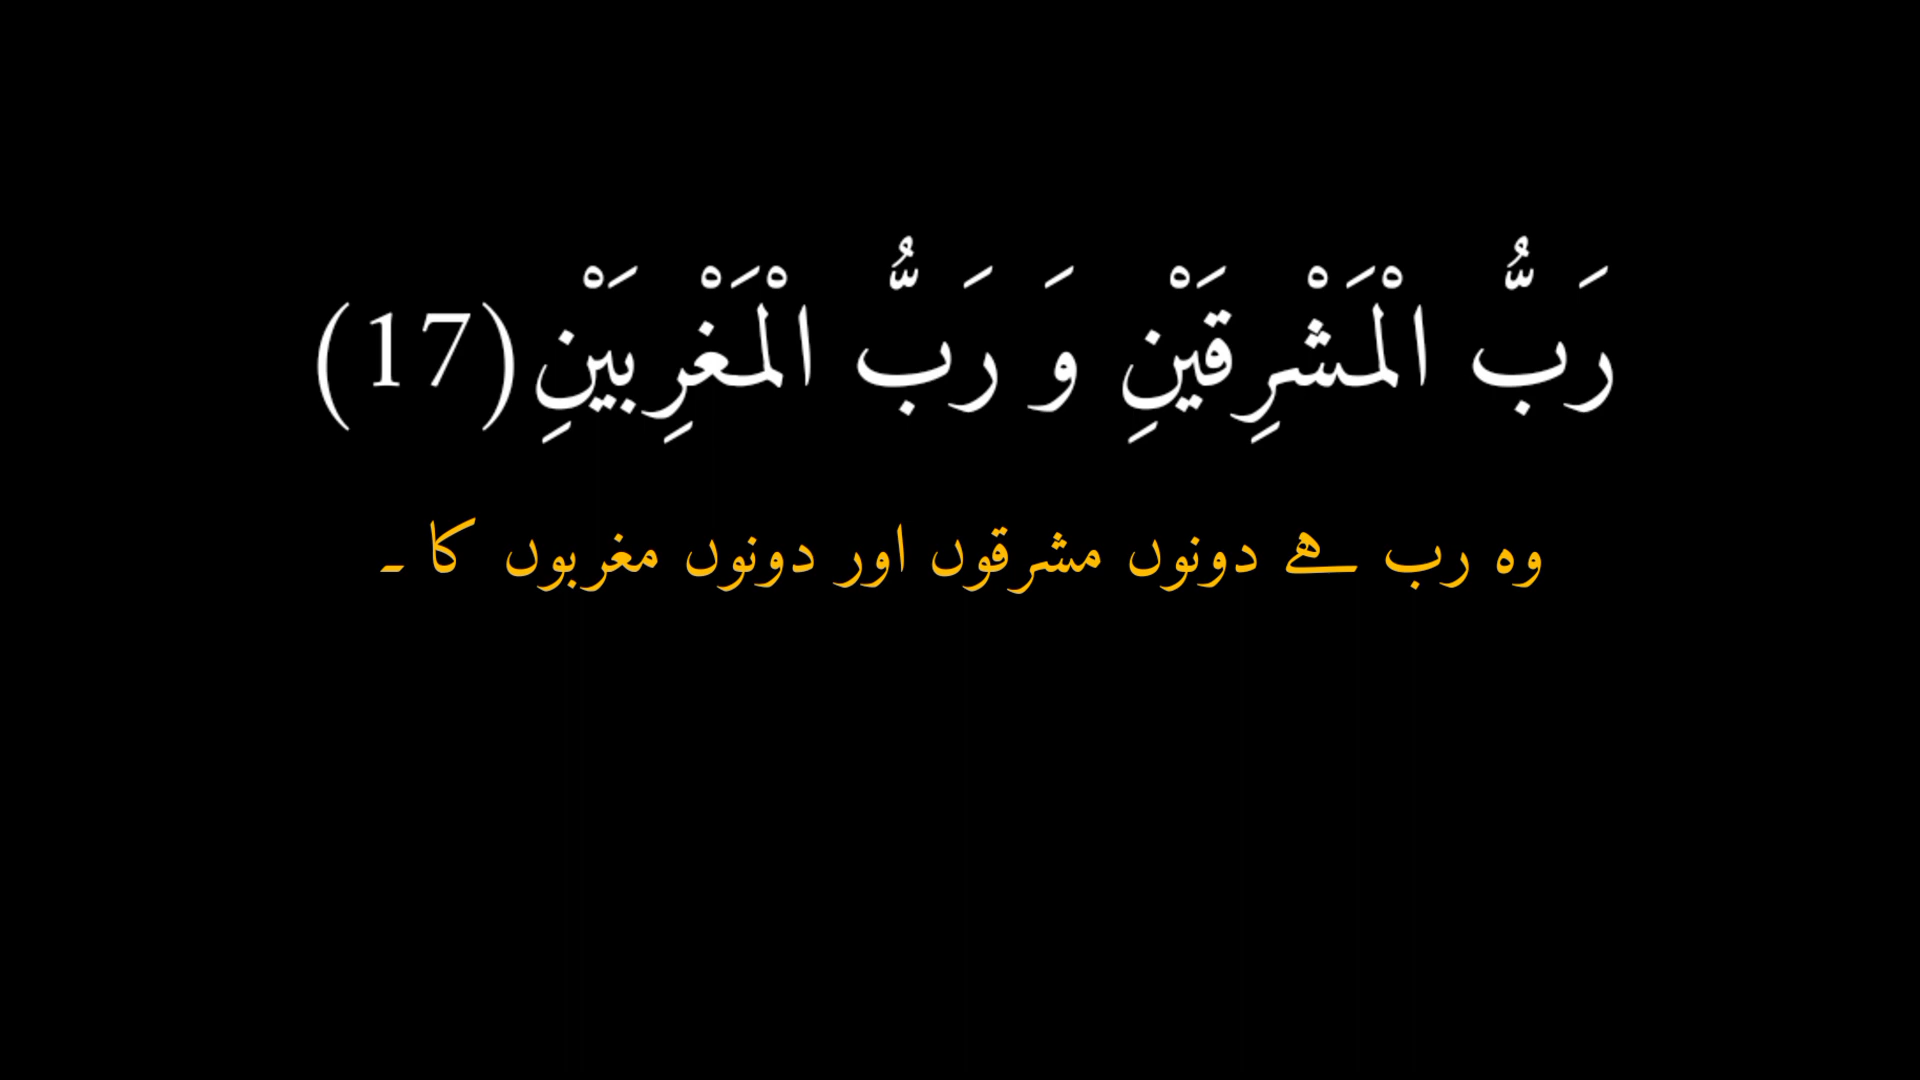 رَبُّ الْمَشْرِقَیْنِ وَ رَبُّ الْمَغْرِبَیْنِ(17)
وہ رب ہے دونوں مشرقوں اور دونوں مغربوں کا ۔